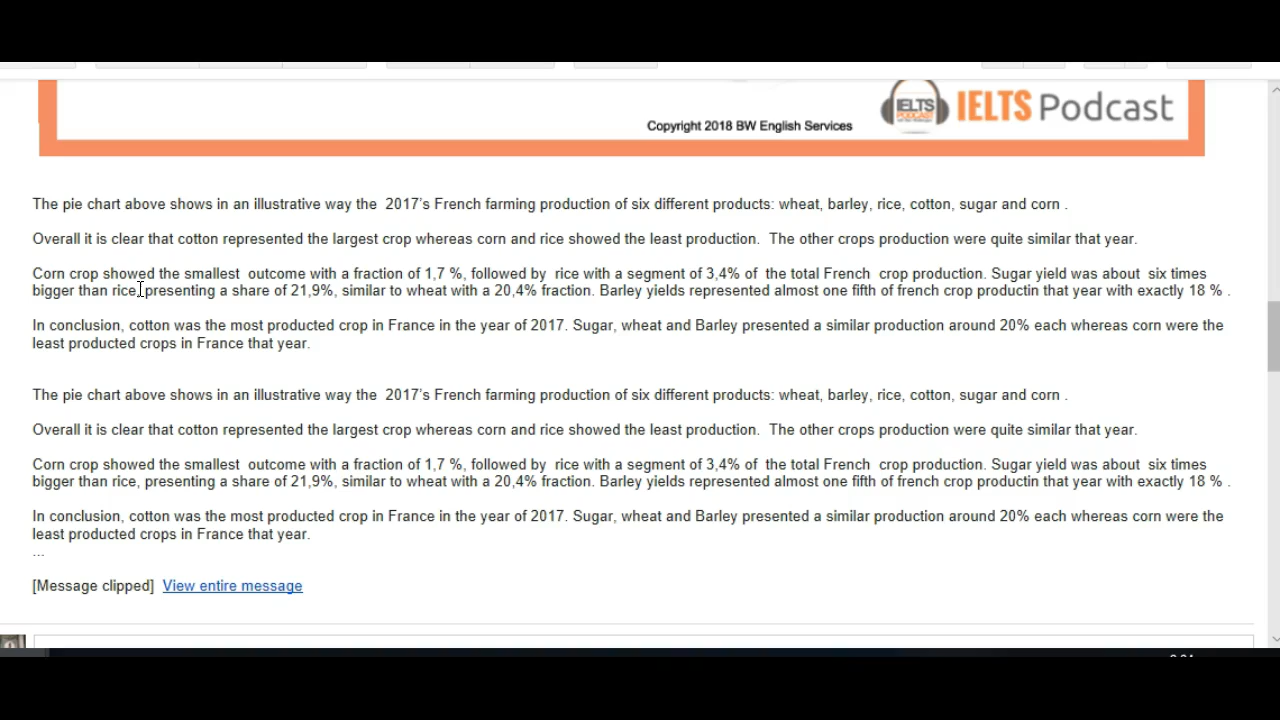 IELTS
PODCAST
IELTS Podcast
Copyright 2018 BW English Services
The pie chart above shows in an illustrative way the  2017's French farming production of six different products: wheat, barley, rice, cotton, sugar and corn .
Overall it is clear that cotton represented the largest crop whereas corn and rice showed the least production.  The other crops production were quite similar that year.
Corn crop showed the smallest  outcome with a fraction of 1,7 %, followed by  rice with a segment of 3,4% of  the total French  crop production. Sugar yield was about  six times
bigger than rice, presenting a share of 21,9%, similar to wheat with a 20,4% fraction. Barley yields represented almost one fifth of french crop productin that year with exactly 18 % .
In conclusion, cotton was the most producted crop in France in the year of 2017. Sugar, wheat and Barley presented a similar production around 20% each whereas corn were the
least producted crops in France that year.
The pie chart above shows in an illustrative way the  2017's French farming production of six different products: wheat, barley, rice, cotton, sugar and corn .
Overall it is clear that cotton represented the largest crop whereas corn and rice showed the least production.  The other crops production were quite similar that year.
Corn crop showed the smallest  outcome with a fraction of 1,7 %, followed by  rice with a segment of 3,4% of  the total French  crop production. Sugar yield was about  six times
bigger than rice, presenting a share of 21,9%, similar to wheat with a 20,4% fraction. Barley yields represented almost one fifth of french crop productin that year with exactly 18 % .
In conclusion, cotton was the most producted crop in France in the year of 2017. Sugar, wheat and Barley presented a similar production around 20% each whereas corn were the
least producted crops in France that year.
...
[Message clipped]  View entire message